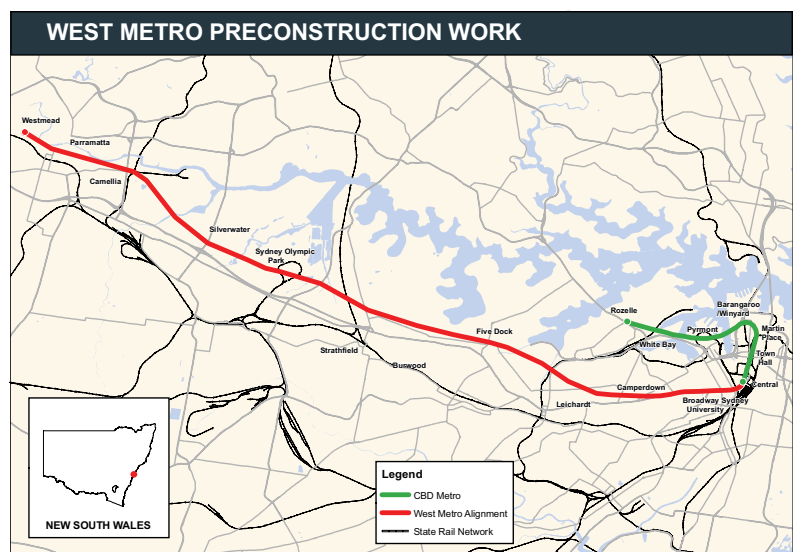 WEST METRO PRECONSTRUCTION WORK
Westmead
Parramatta
Camellia
Silverwater
Sydney Olympic
Park
Strathfield
Burwood
Five Dock
Rozelle
White Bay
Pyrmont
Barangaroo
/Winyard
Martin
Place
Town
Hall
Central
Camperdown
Leichardt
Broadway Sydney
University
NEW SOUTH WALES
Legend
CBD Metro
West Metro Alignment
State Rail Network